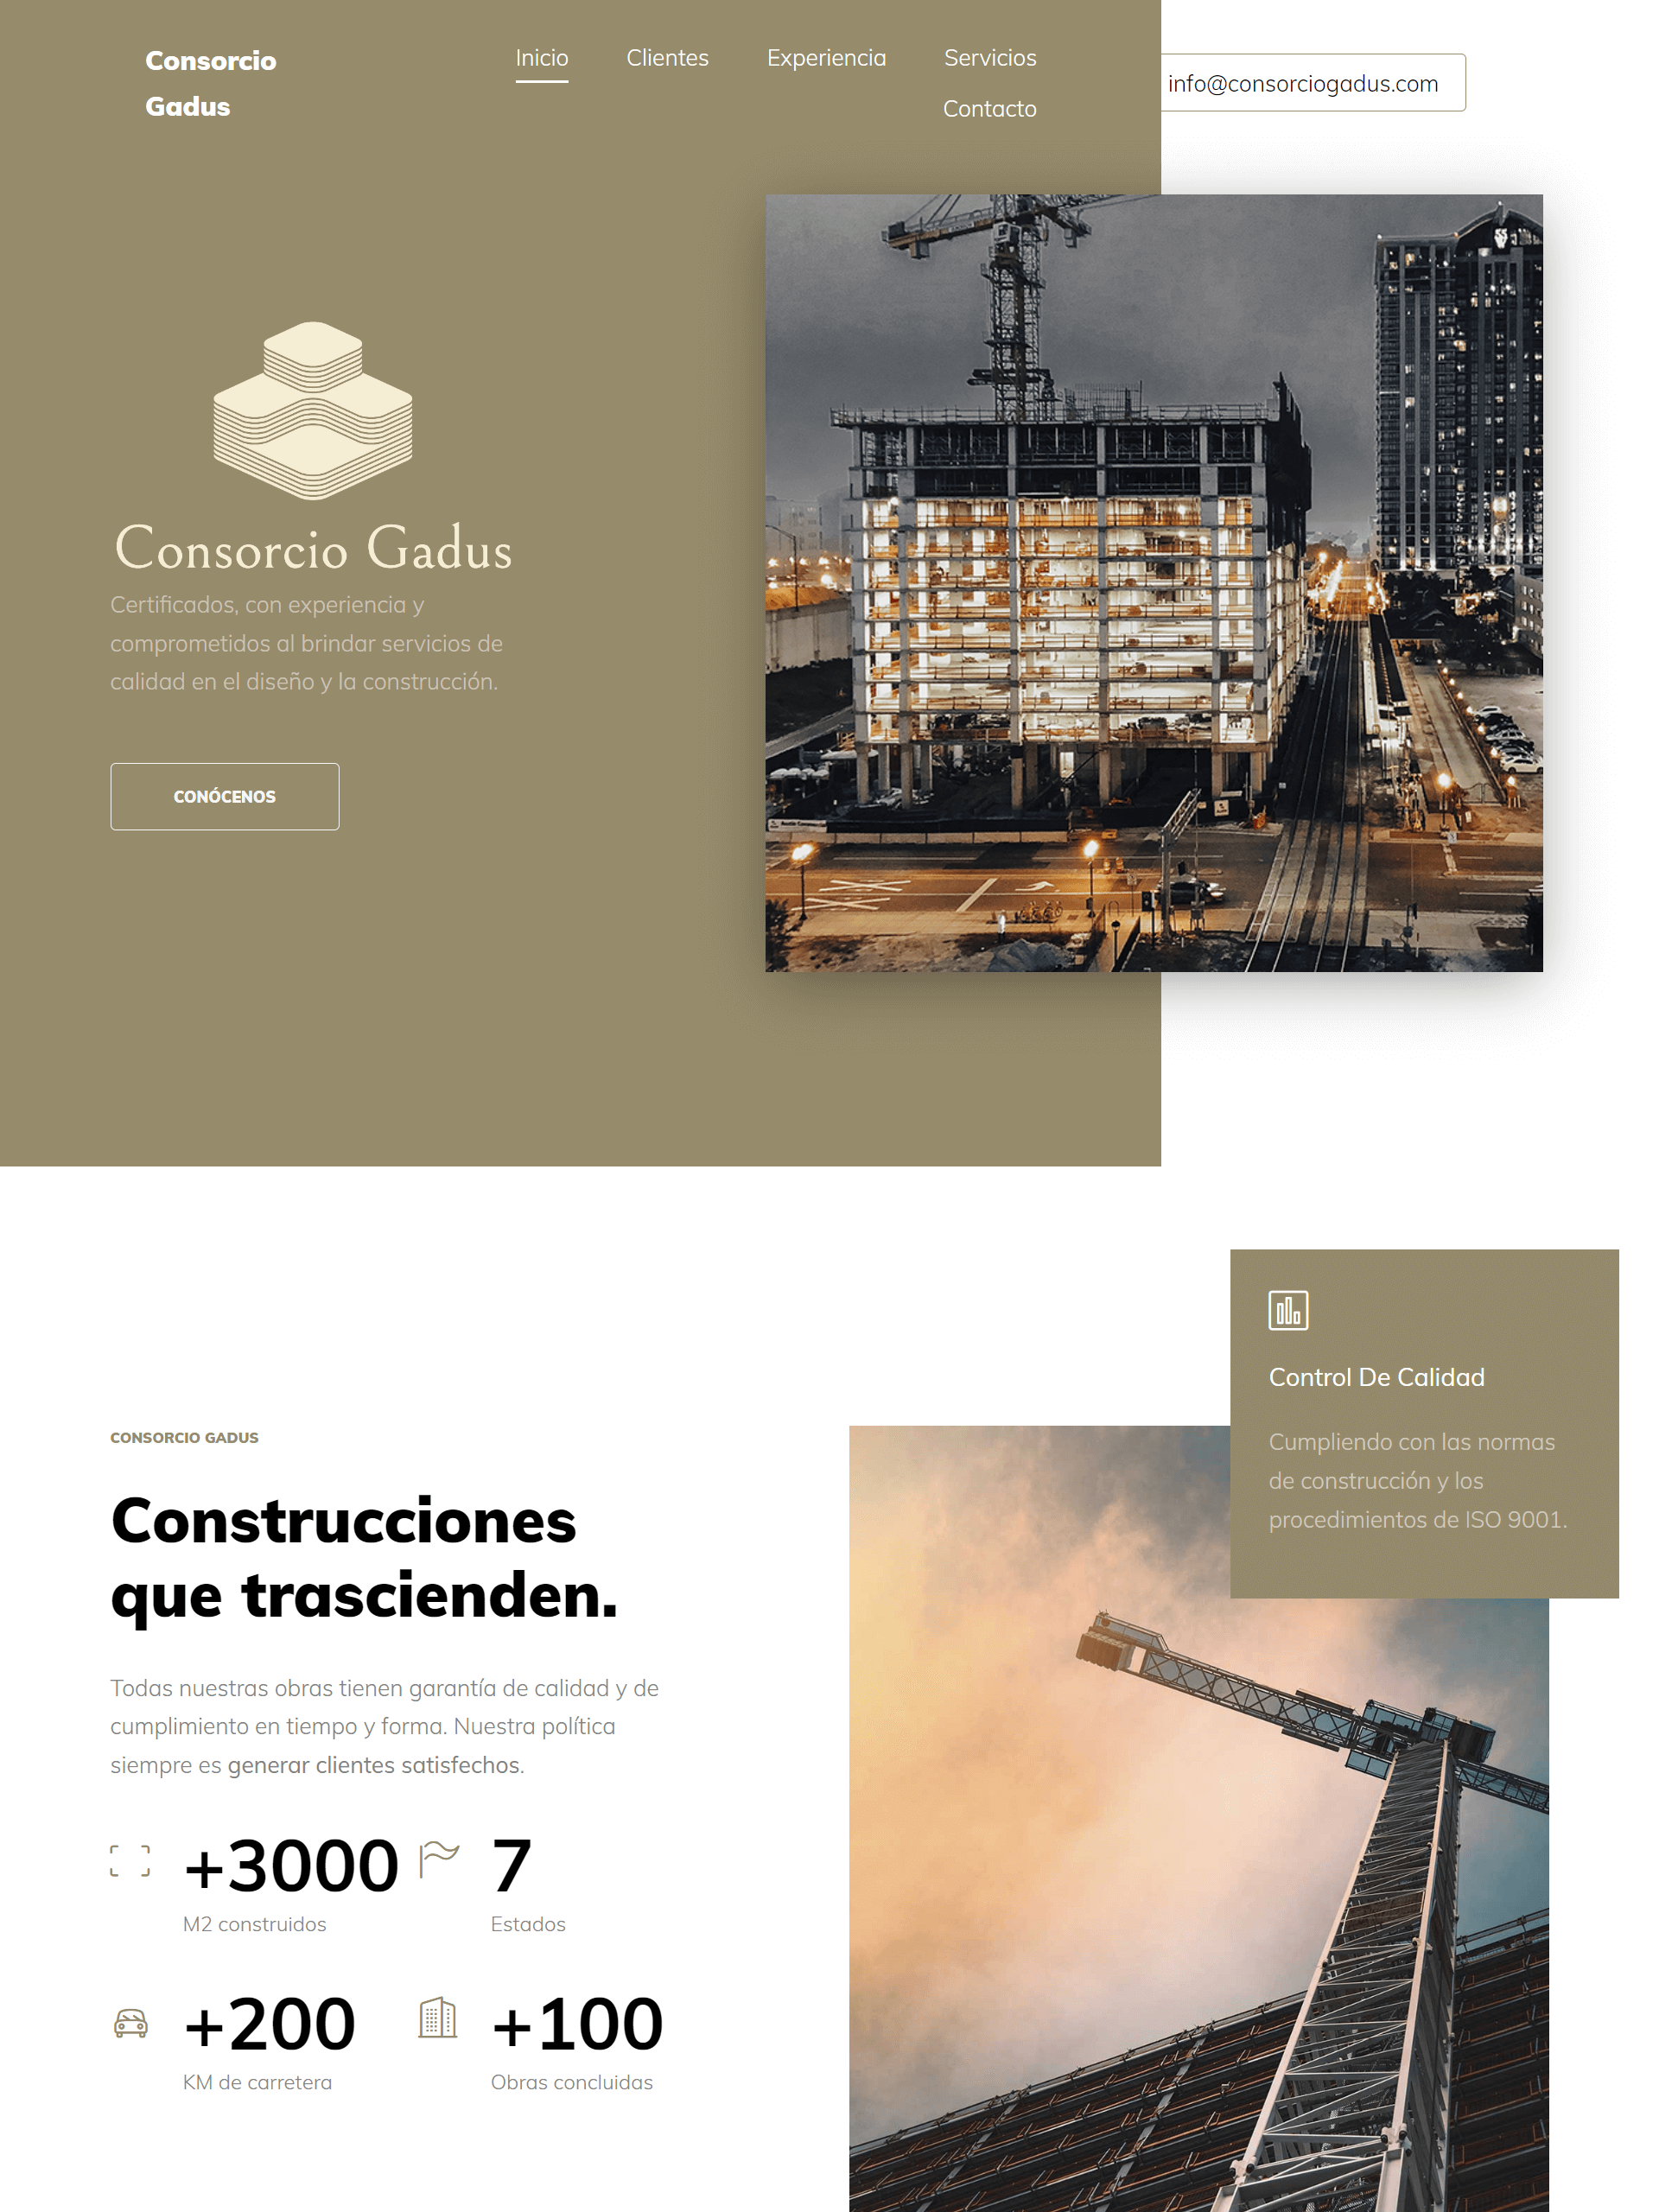 Consorcio
Gadus
Inicio
Clientes
Experiencia
Servicios
Contacto
info@consorciogadus.com
Consorcio Gadus
Certificados, con experiencia y
comprometidos al brindar servicios de
calidad en el diseño y la construcción.
CONÓCENOS
Control De Calidad
Cumpliendo con las normas
de construcción y los
procedimientos de ISO 9001.
CONSORCIO GADUS
Construcciones
que trascienden.
Todas nuestras obras tienen garantía de calidad y de
cumplimiento en tiempo y forma. Nuestra política
siempre es generar clientes satisfechos.
+3000
M2 construidos
7
Estados
+200
KM de carretera
+100
Obras concluidas